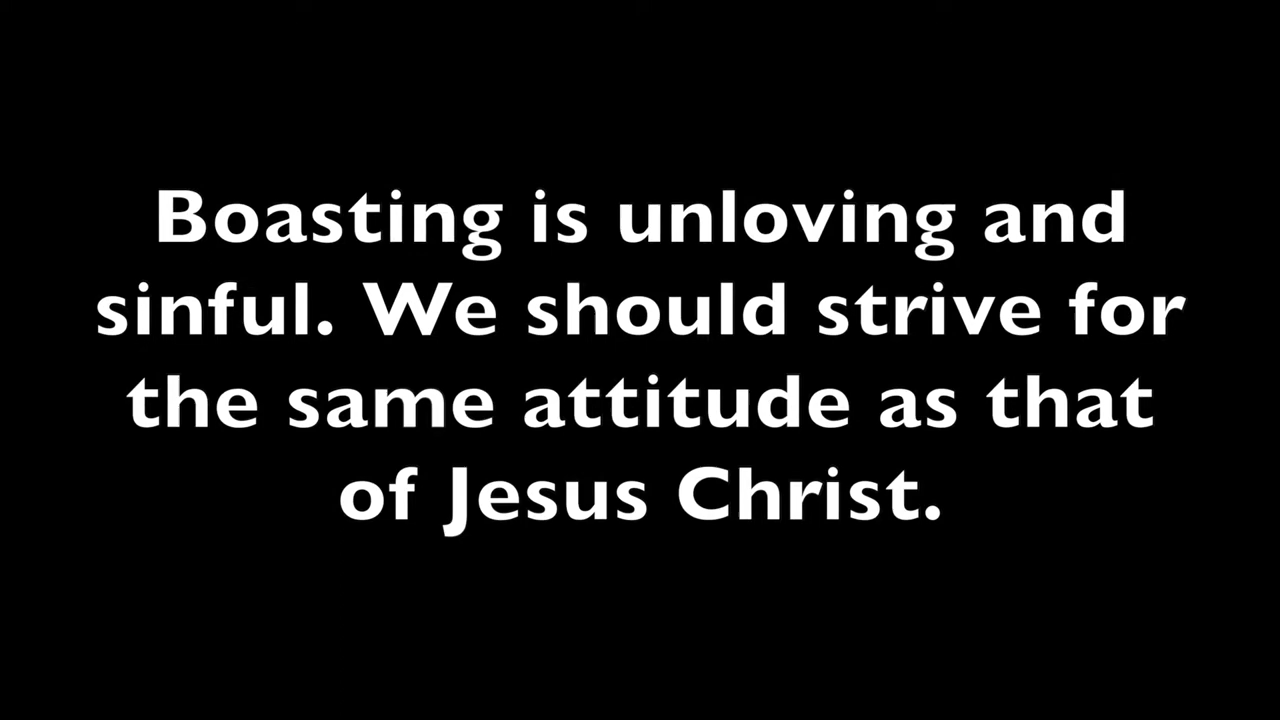 Boasting is unloving and
sinful. We should strive for
the same attitude as that
of Jesus Christ.